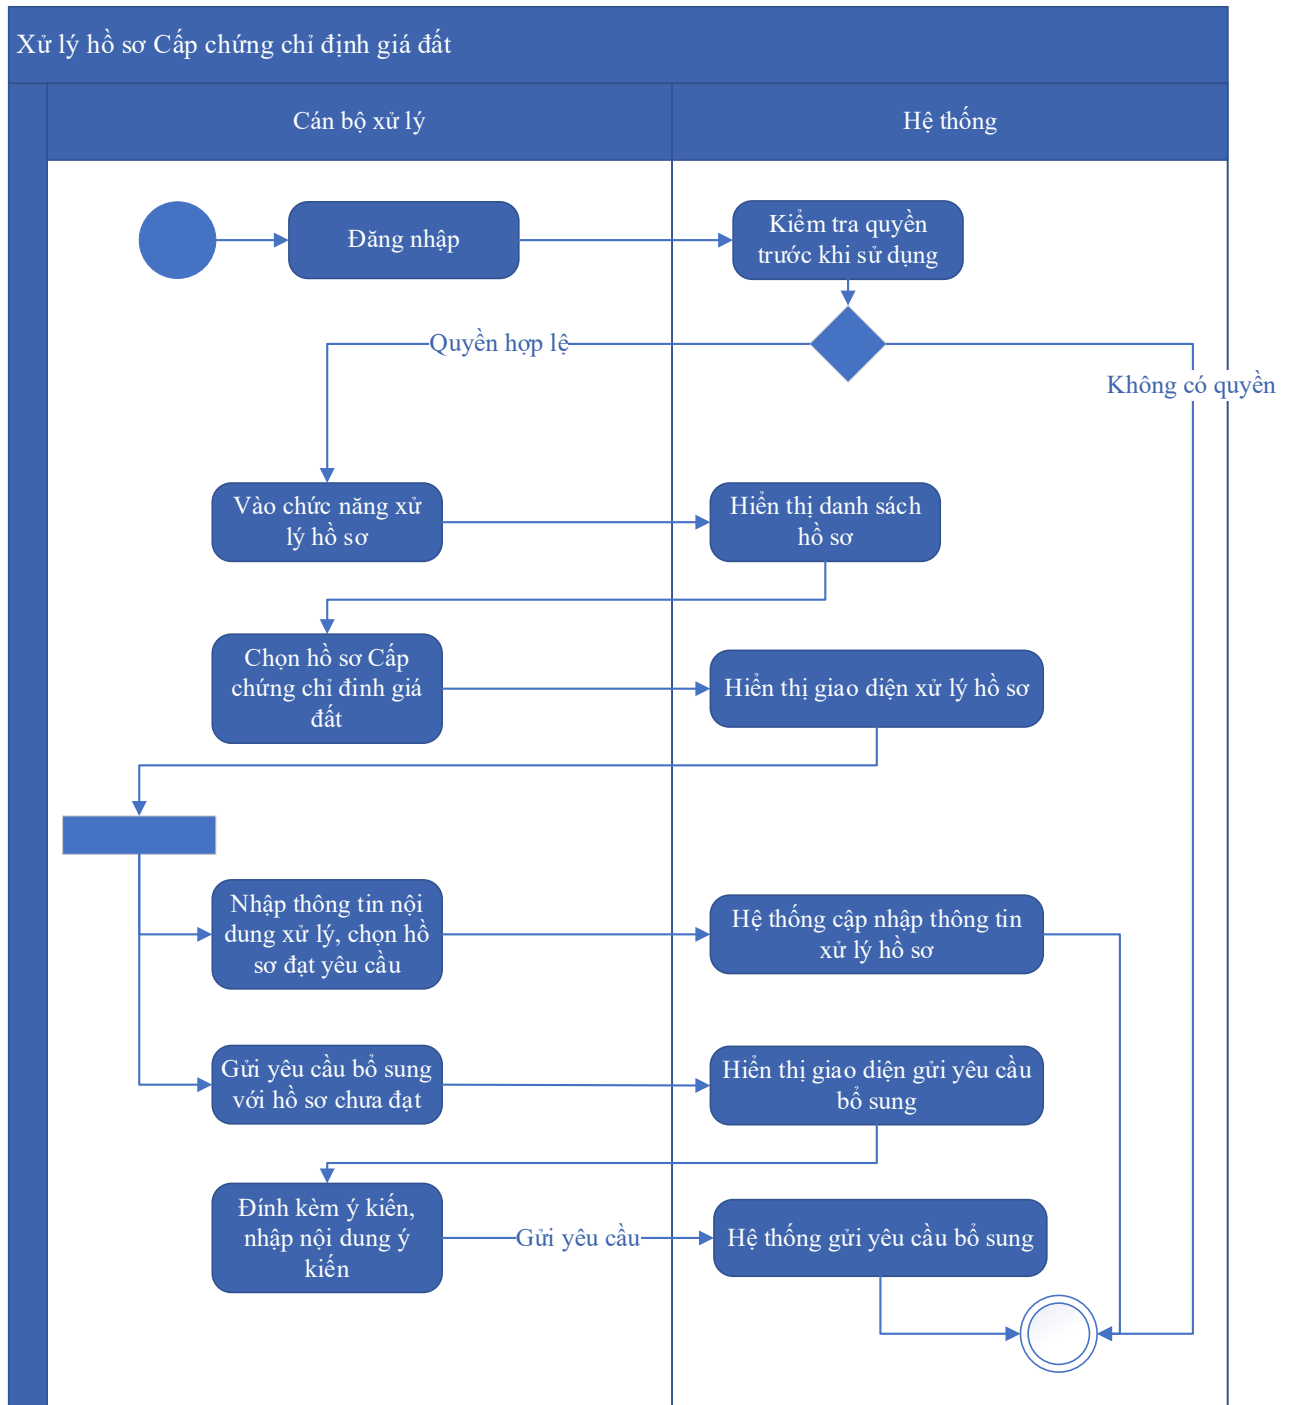 Xử lý hồ sơ Cấp chứng chỉ định giá đất
Cán bộ xử lý
Hệ thống
Đăng nhập
Kiểm tra quyền
trước khi sử dụng
Quyền hợp lệ
Không có quyền
Vào chức năng xử
lý hồ sơ
Hiển thị danh sách
hồ sơ
Chọn hồ sơ Cấp
chứng chỉ đinh giá
đất
Hiển thị giao diện xử lý hồ sơ
Nhập thông tin nội
dung xử lý, chọn hồ
sơ đạt yêu cầu
Hệ thống cập nhập thông tin
xử lý hồ sơ
Gửi yêu cầu bổ sung
với hồ sơ chưa đạt
Hiển thị giao diện gửi yêu cầu
bổ sung
Đính kèm ý kiến,
nhập nội dung ý
kiến
Gửi yêu cầu
Hệ thống gửi yêu cầu bổ sung